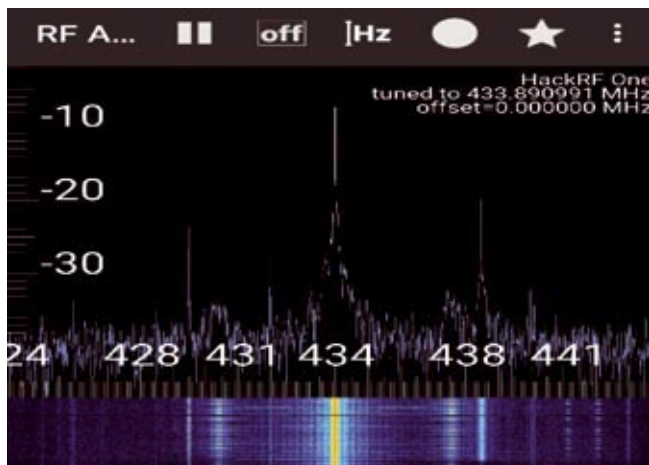 RF A... off Hz
HackRF One
tuned to 433.890991 MHz
offset=0.000000 MHz
-10
-20
-30
24 428 431 434 438 441